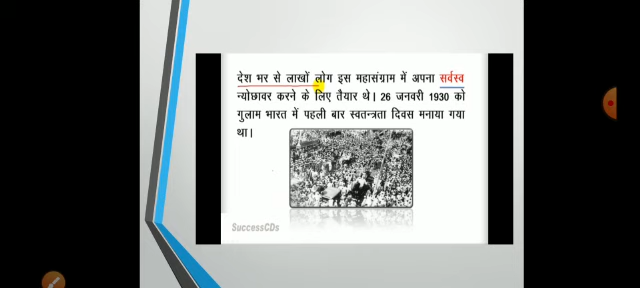 देश भर से लाखों लोग इस महासंग्राम में अपना सर्वस्व
न्योछावर करने के लिए तैयार थे। 26 जनवरी 1930 को
गुलाम भारत में पहली बार स्वतन्त्रता दिवस मनाया गया
था।
SuccessCDs